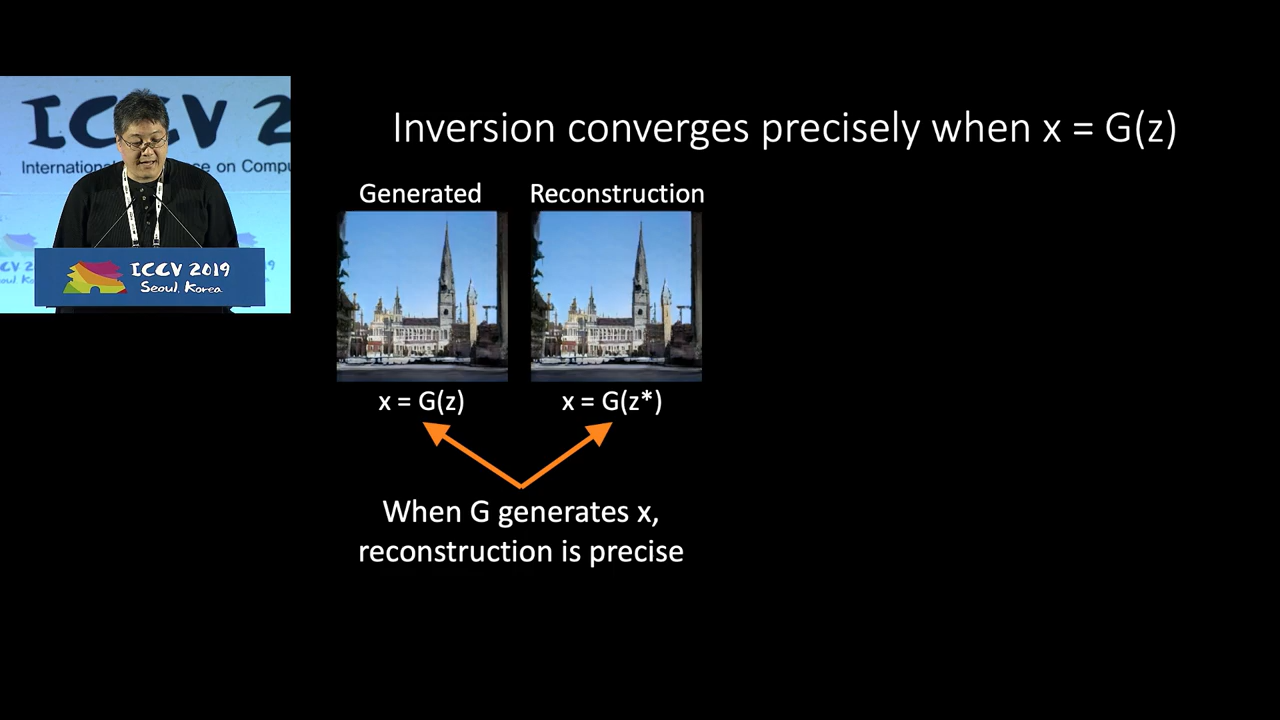 ICCV 2
International
ce on Compu
ICCV 2019
Seoul, Korea
Inversion converges precisely when x = G(z)
Generated
Reconstruction
x = G(z)
x = G(z*)
When G generates x,
reconstruction is precise